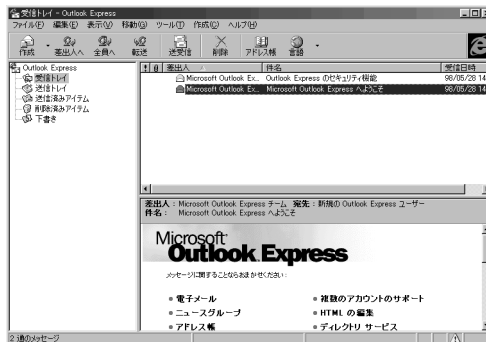 受信トレイ - Outlook Express
ファイル(F) 編集(E) 表示(V) 移動(G) ツール(T) 作成(C) ヘルプ(H)
作成 差出人へ 全員へ 転送 送受信 削除 アドレス帳 言語
Outlook Express
受信トレイ
送信トレイ
送信済みアイテム
削除済みアイテム
下書き
! 差出人 件名 受信日時
Microsoft Outlook Ex... Outlook Express のセキュリティ機能 98/05/28 14
Microsoft Outlook Ex... Microsoft Outlook Express へようこそ 98/05/28 14
差出人: Microsoft Outlook Express チーム 宛先: 新規の Outlook Express ユーザー
件名: Microsoft Outlook Express へようこそ
Microsoft
Outlook Express
メッセージに関することならおまかせください:
電子メール
ニュースグループ
アドレス帳
複数のアカウントのサポート
HTML の編集
ディレクトリ サービス
2 通のメッセージ